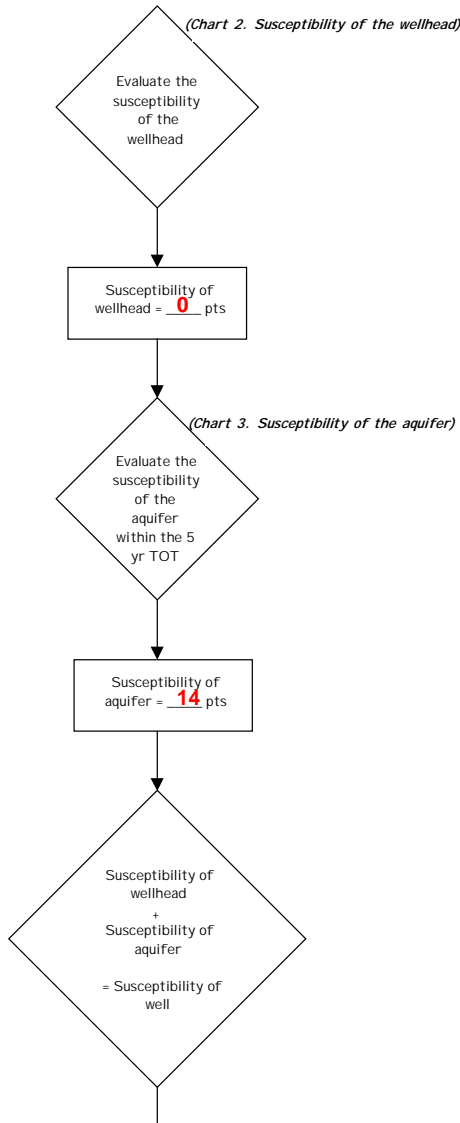 (Chart 2. Susceptibility of the wellhead)
Evaluate the
susceptibility
of the
wellhead
Susceptibility of
wellhead = 0 pts
(Chart 3. Susceptibility of the aquifer)
Evaluate the
susceptibility
of the
aquifer
within the 5
yr TOT
Susceptibility of
aquifer = 14 pts
Susceptibility of
wellhead
+
Susceptibility of
aquifer
= Susceptibility of
well